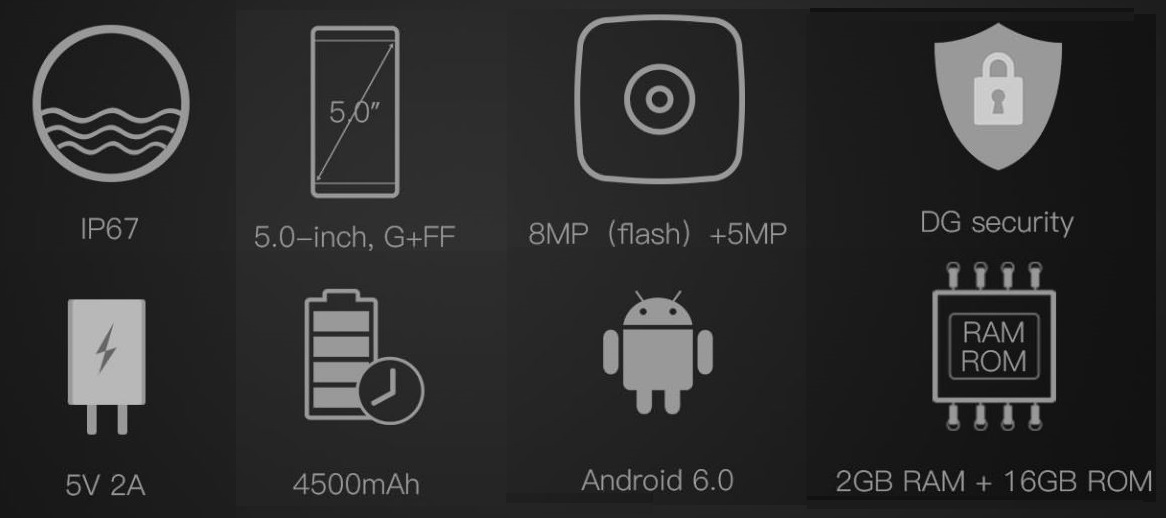 5.0″
IP67
5.0-inch, G+FF
8MP (flash) +5MP
DG security
RAM
ROM
5V 2A
4500mAh
Android 6.0
2GB RAM + 16GB ROM